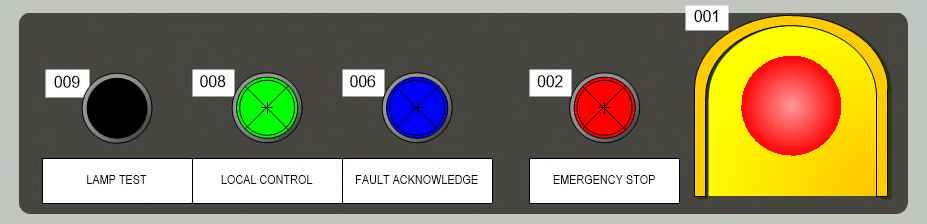 001
009
008
006
002
LAMP TEST
LOCAL CONTROL
FAULT ACKNOWLEDGE
EMERGENCY STOP